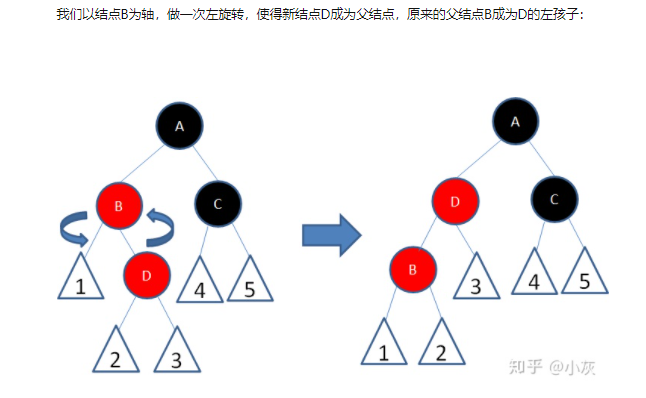 我们以结点B为轴，做一次左旋转，使得新结点D成为父结点，原来的父结点B成为D的左孩子：
A A
B C D C
1 D 4 5 B 3 4 5
2 3 1 2
知乎 @小灰